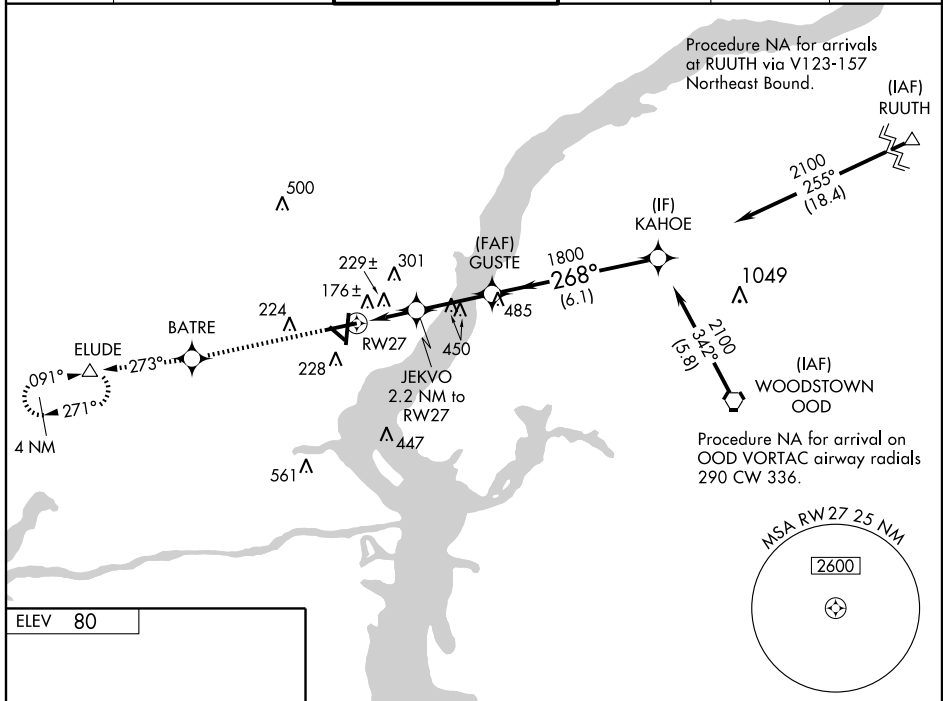 Procedure NA for arrivals
at RUUTH via V123-157
Northeast Bound.
(IAF)
RUUTH
2100
255°
(18.4)
500
(IF)
KAHOE
(FAF)
GUSTE
1800
268°
(6.1)
301
229±
176±
485
1049
224
BATRE
450
RW27
228
ELUDE
273°
091°
271°
4 NM
JEKVO
2.2 NM to
RW27
2100
342°
(5.8)
(IAF)
WOODSTOWN
OOD
447
561
Procedure NA for arrival on
OOD VORTAC airway radials
290 CW 336.
MSA RW27 25 NM
2600
ELEV 80